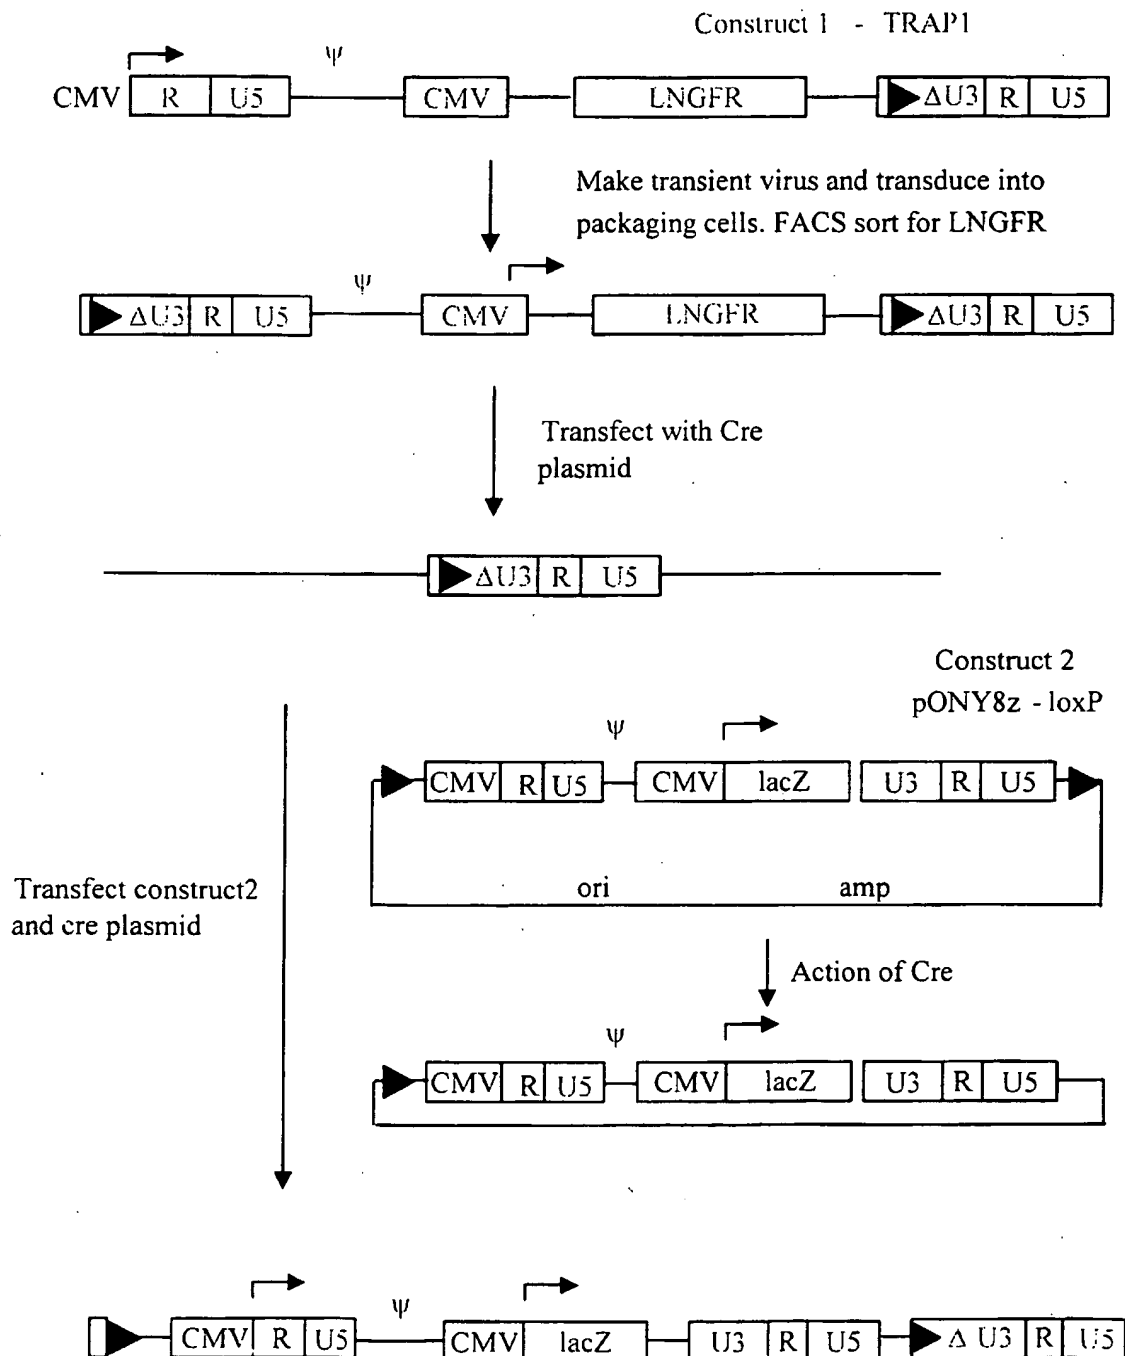 Construct 1 - TRAP1
ψ
CMV R U5 CMV LNGFR ΔU3 R U5
Make transient virus and transduce into
packaging cells. FACS sort for LNGFR
ψ
ΔU3 R U5 CMV LNGFR ΔU3 R U5
Transfect with Cre
plasmid
ΔU3 R U5
Construct 2
pONY8z - loxP
ψ
CMV R U5 CMV lacZ U3 R U5
ori amp
Transfect construct2
and cre plasmid
Action of Cre
ψ
CMV R U5 CMV lacZ U3 R U5
ψ
CMV R U5 CMV lacZ U3 R U5 Δ U3 R U5